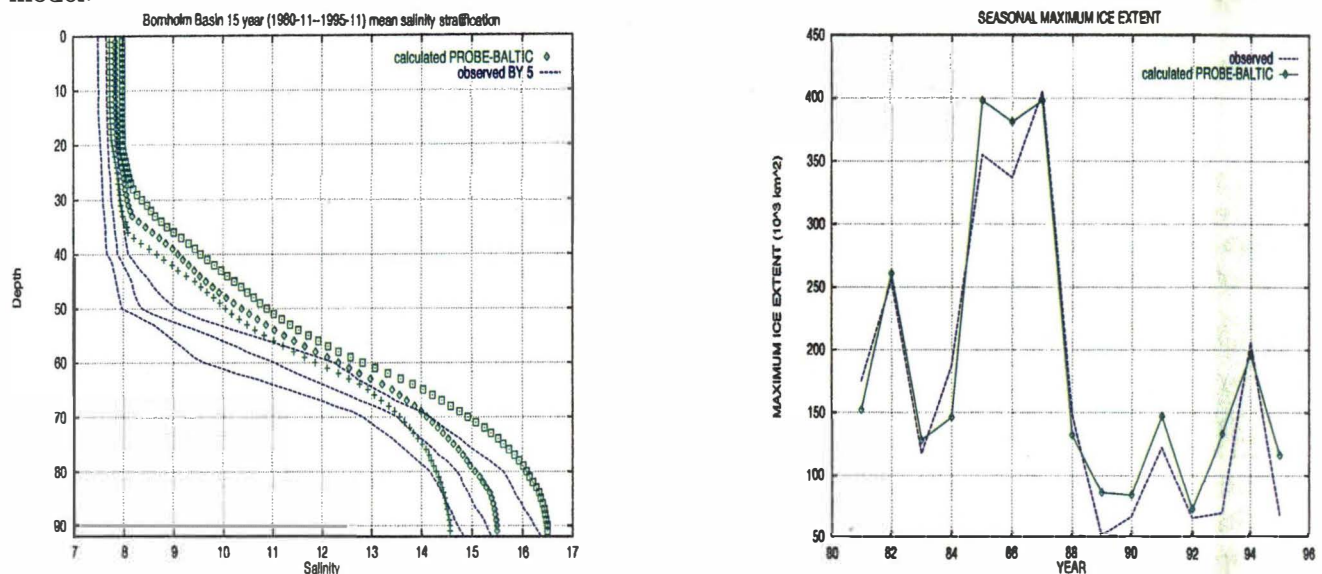 Bornholm Basin 15 year (1980-11--1995-11) mean salinity stratification
0
10
20
30
40
50
60
70
80
90
Depth
calculated PROBE-BALTIC
observed BY 5
7 8 9 10 11 12 13 14 15 16 17
Salinity
SEASONAL MAXIMUM ICE EXTENT
450
400
350
300
250
200
150
100
50
MAXIMUM ICE EXTENT (10^3 km^2)
observed
calculated PROBE-BALTIC
80 82 84 86 88 90 92 94 96
YEAR